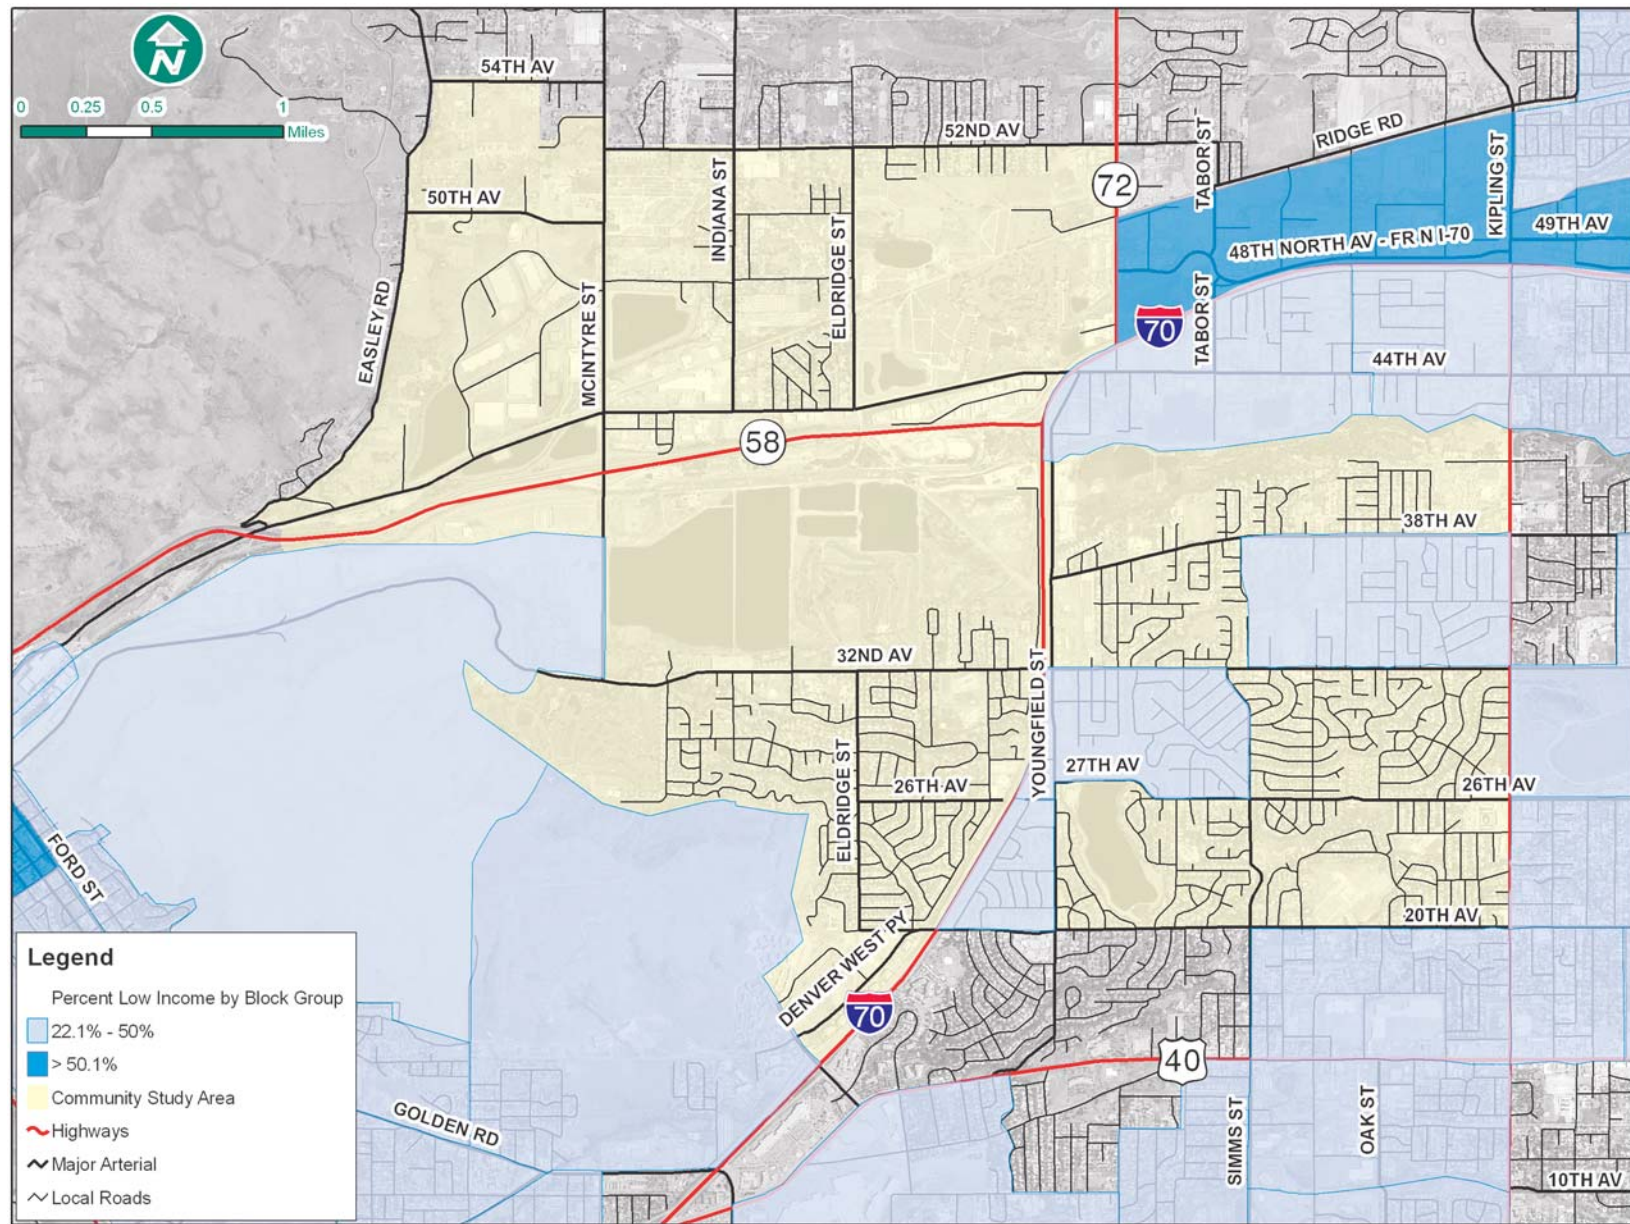 N
54TH AV
0 0.25 0.5 1
Miles
52ND AV
RIDGE RD
TABOR ST
KIPLING ST
72
50TH AV
INDIANA ST
ELDRIDGE ST
49TH AV
48TH NORTH AV - FR N I-70
EASLEY RD
MCINTYRE ST
TABOR ST
70
44TH AV
58
38TH AV
32ND AV
YOUNGFIELD ST
27TH AV
26TH AV
26TH AV
ELDRIDGE ST
FORD ST
20TH AV
DENVER WEST PY
70
40
Legend
Percent Low Income by Block Group
22.1% - 50%
> 50.1%
Community Study Area
Highways
Major Arterial
Local Roads
GOLDEN RD
SIMMS ST
OAK ST
10TH AV